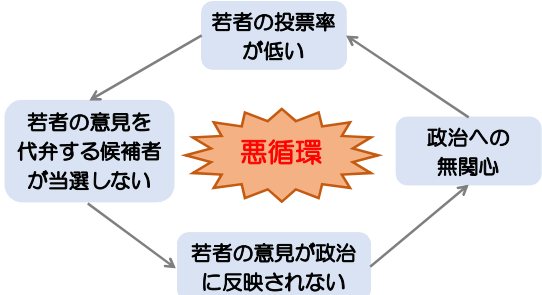 若者の投票率
が低い
若者の意見を
代弁する候補者
が当選しない
悪循環
政治への
無関心
若者の意見が政治
に反映されない